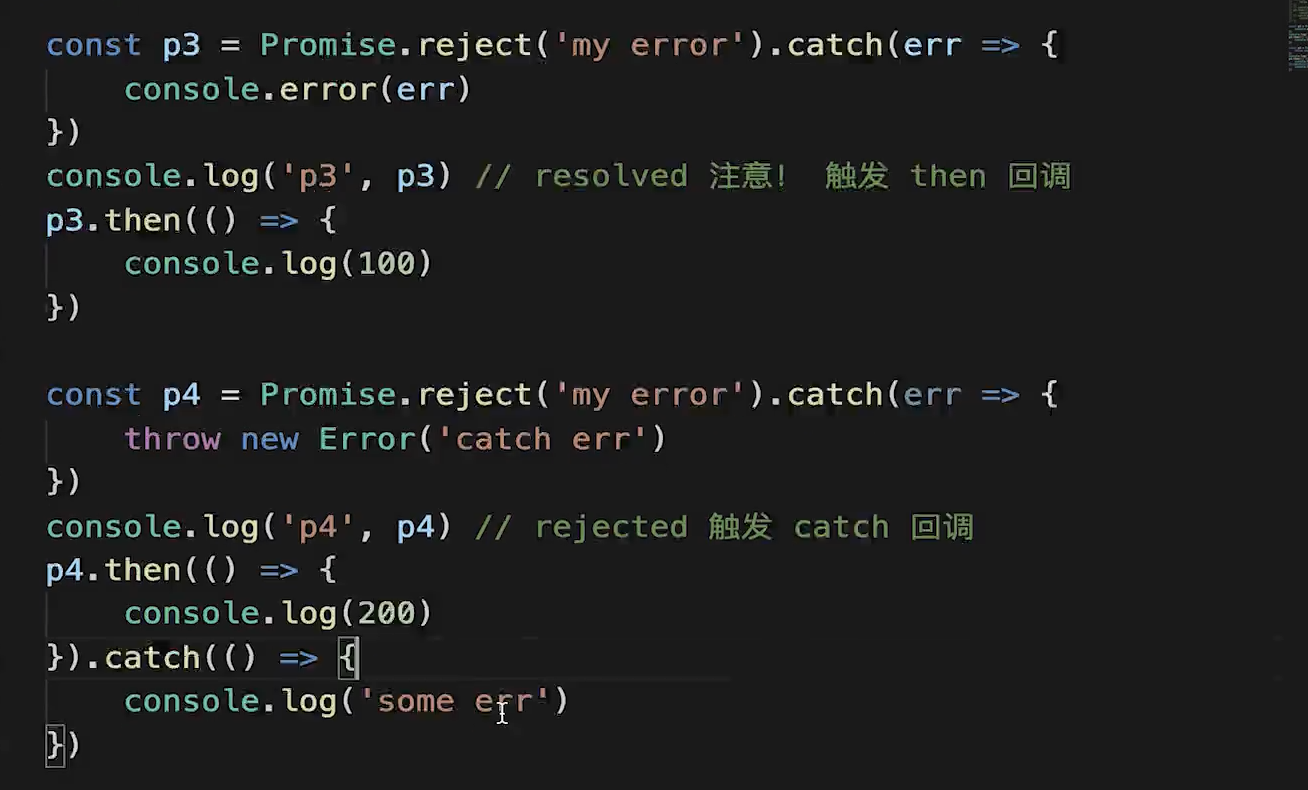 const p3 = Promise.reject('my error').catch(err => {
    console.error(err)
})
console.log('p3', p3) // resolved 注意！ 触发 then 回调
p3.then(() => {
    console.log(100)
})
const p4 = Promise.reject('my error').catch(err => {
    throw new Error('catch err')
})
console.log('p4', p4) // rejected 触发 catch 回调
p4.then(() => {
    console.log(200)
}).catch(() => {
    console.log('some err')
})